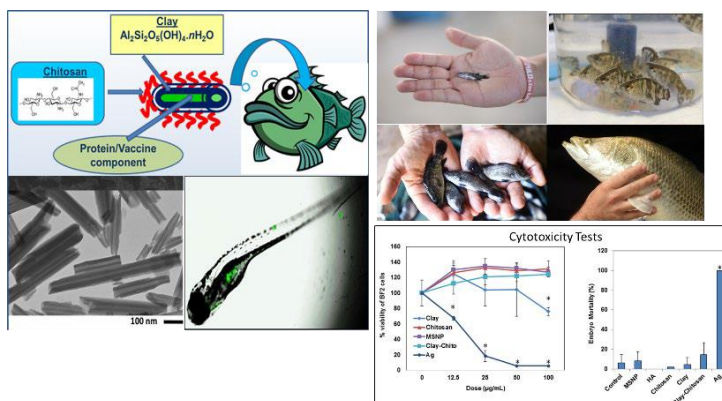 Clay
Al₂Si₂O₅(OH)₄.nH₂O
Chitosan
Protein/Vaccine
component
100 nm
Cytotoxicity Tests
% viability of BF2 cells
160
140
120
100
80
60
40
20
0
Clay
Chitosan
MSNP
Clay-Chito
Ag
*
*
*
*
*
0
12.5
25
50
100
Dose (µg/mL)
Embryo Mortality (%)
120
100
80
60
40
20
0
*
Control
MSNP
HA
Chitosan
Clay
Clay-Chitosan
Ag